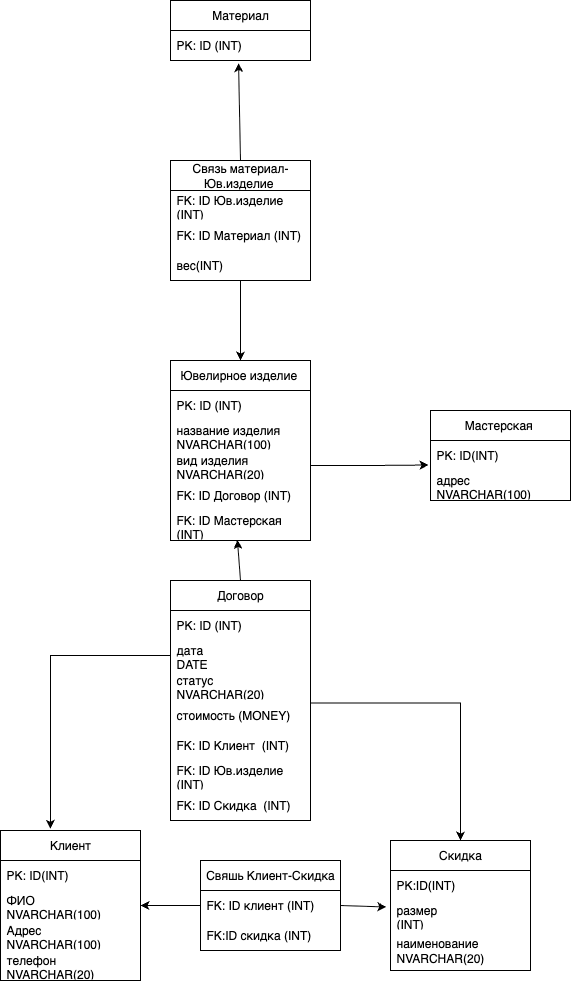 Материал
PK: ID (INT)
Связь материал-
Юв.изделие
FK: ID Юв.изделие
(INT)
FK: ID Материал (INT)
вес(INT)
Ювелирное изделие
PK: ID (INT)
название изделия
NVARCHAR(100)
вид изделия
NVARCHAR(20)
FK: ID Договор (INT)
FK: ID Мастерская
(INT)
Мастерская
PK: ID(INT)
адрес
NVARCHAR(100)
Договор
PK: ID (INT)
дата
DATE
статус
NVARCHAR(20)
стоимость (MONEY)
FK: ID Клиент (INT)
FK: ID Юв.изделие
(INT)
FK: ID Скидка (INT)
Клиент
PK: ID(INT)
ФИО
NVARCHAR(100)
Адрес
NVARCHAR(100)
телефон
NVARCHAR(20)
Свяшь Клиент-Скидка
FK: ID клиент (INT)
FK:ID скидка (INT)
Скидка
PK:ID(INT)
размер
(INT)
наименование
NVARCHAR(20)